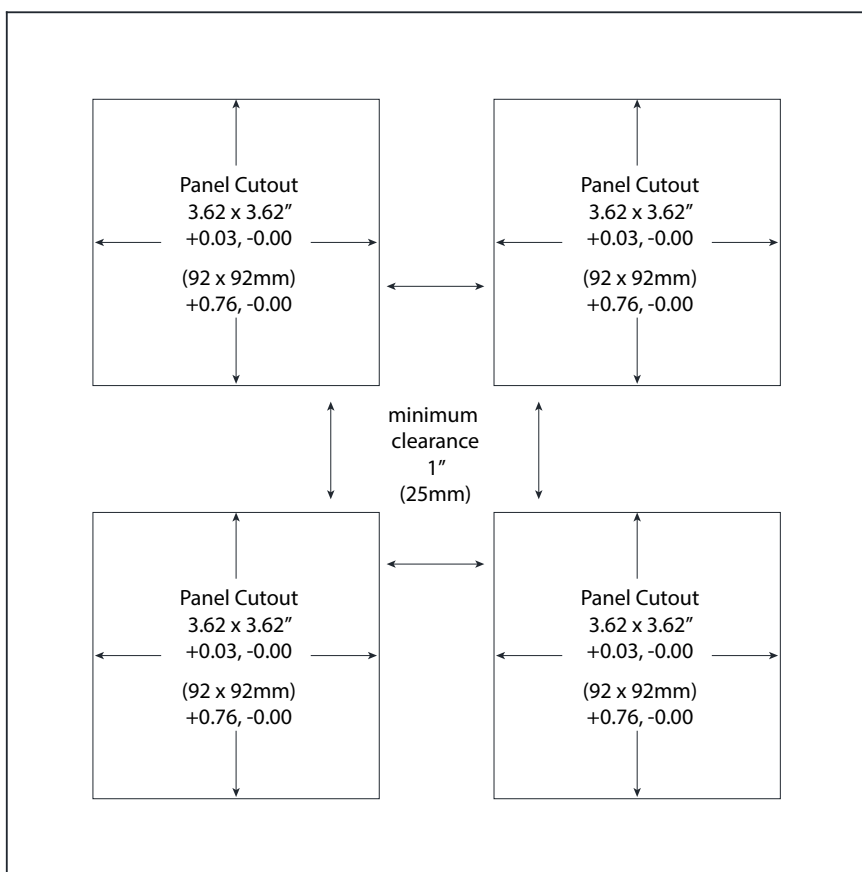 Panel Cutout
3.62 x 3.62″
+0.03, -0.00
(92 x 92mm)
+0.76, -0.00
Panel Cutout
3.62 x 3.62″
+0.03, -0.00
(92 x 92mm)
+0.76, -0.00
minimum
clearance
1″
(25mm)
Panel Cutout
3.62 x 3.62″
+0.03, -0.00
(92 x 92mm)
+0.76, -0.00
Panel Cutout
3.62 x 3.62″
+0.03, -0.00
(92 x 92mm)
+0.76, -0.00